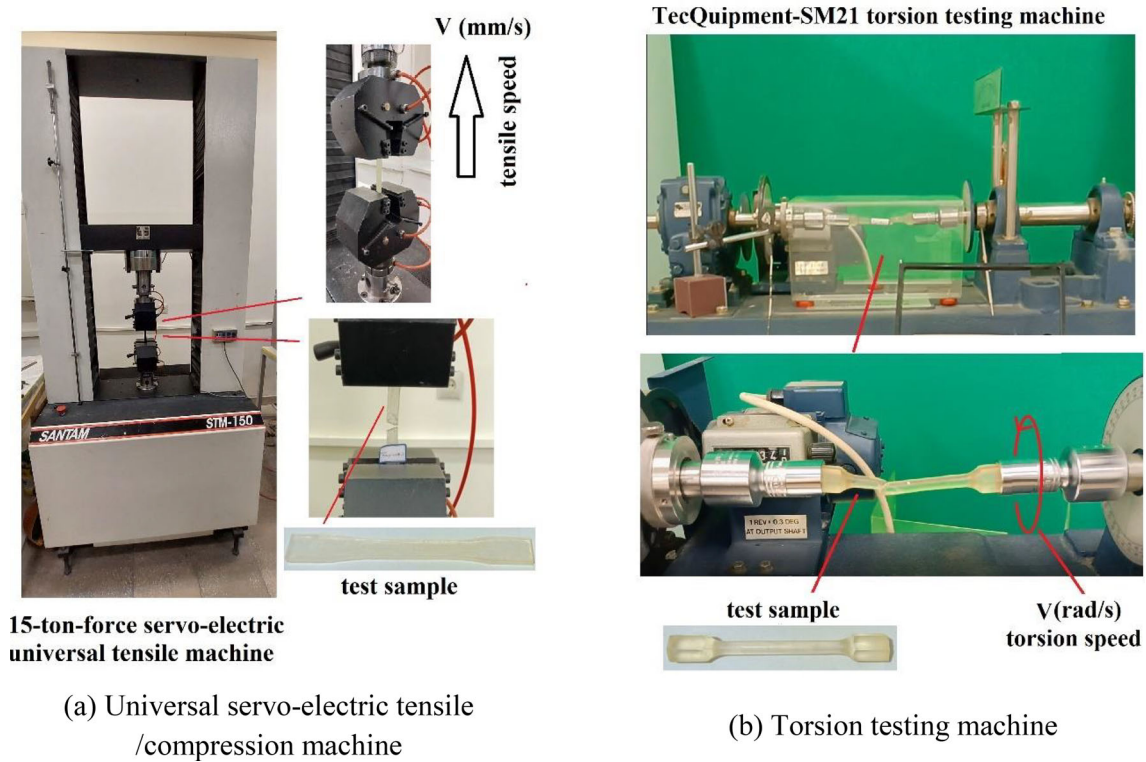 V (mm/s)
tensile speed
SANTAM
STM-150
test sample
15-ton-force servo-electric
universal tensile machine
(a) Universal servo-electric tensile
/compression machine
TecQuipment-SM21 torsion testing machine
1 REV = 0.3 DEG
AT OUTPUT SHAFT
test sample
V(rad/s)
torsion speed
(b) Torsion testing machine